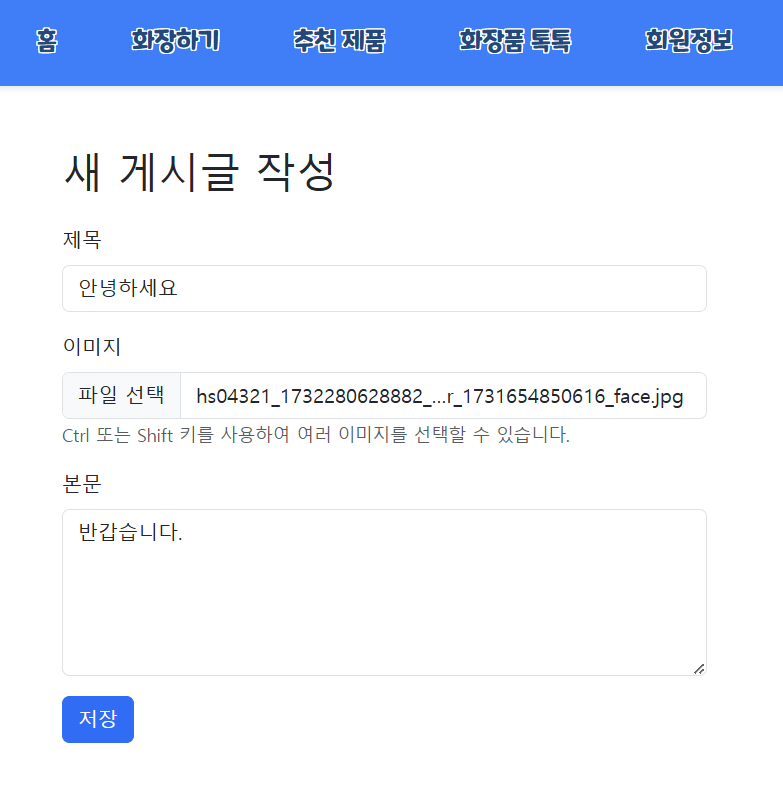 홈 화장하기 추천 제품 화장품 톡톡 회원정보
새 게시글 작성
제목
안녕하세요
이미지
파일 선택 hs04321_1732280628882_...r_1731654850616_face.jpg
Ctrl 또는 Shift 키를 사용하여 여러 이미지를 선택할 수 있습니다.
본문
반갑습니다.
저장